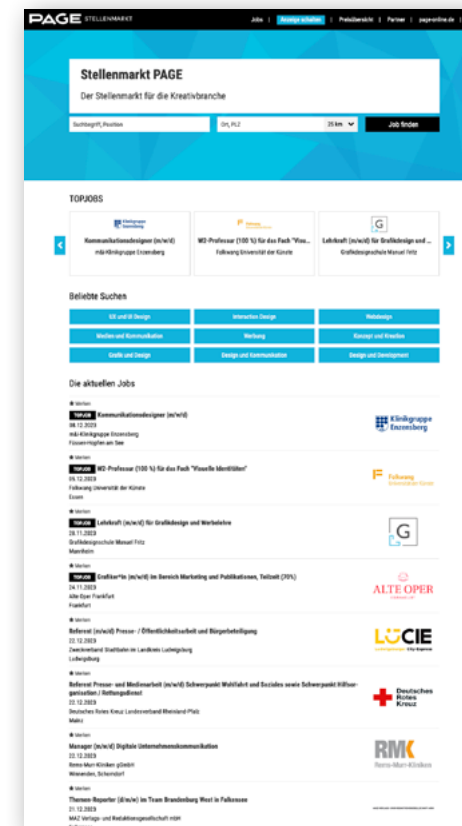 PAGE STELLENMARKT
Jobs | Anzeige schalten | Preisübersicht | Partner | page-online.de |
Stellenmarkt PAGE
Der Stellenmarkt für die Kreativbranche
Suchbegriff, Position
Ort, PLZ
25 km
Job finden
TOPJOBS
Klinikgruppe Enzensberg
Kommunikationsdesigner (m/w/d)
m&i-Klinikgruppe Enzensberg
Folkwang
W2-Professur (100 %) für das Fach "Visu...
Folkwang Universität der Künste
G
Lehrkraft (m/w/d) für Grafikdesign und ...
Grafikdesignschule Manuel Fritz
Beliebte Suchen
UX und UI Design
Interaction Design
Webdesign
Medien und Kommunikation
Werbung
Konzept und Kreation
Grafik und Design
Design und Kommunikation
Design und Development
Die aktuellen Jobs
Merken
TOPJOB Kommunikationsdesigner (m/w/d)
08.12.2023
m&i-Klinikgruppe Enzensberg
Füssen-Hopfen am See
Klinikgruppe
Enzensberg
Merken
TOPJOB W2-Professur (100 %) für das Fach "Visuelle Identitäten"
05.12.2023
Folkwang Universität der Künste
Essen
Folkwang
Universität der Künste
Merken
TOPJOB Lehrkraft (m/w/d) für Grafikdesign und Werbelehre
28.11.2023
Grafikdesignschule Manuel Fritz
Mannheim
G
Merken
TOPJOB Grafiker*in (m/w/d) im Bereich Marketing und Publikationen, Teilzeit (70%)
24.11.2023
Alte Oper Frankfurt
Frankfurt
ALTE OPER
Merken
Referent (m/w/d) Presse- / Öffentlichkeitsarbeit und Bürgerbeteiligung
22.12.2023
Zweckverband Stadtbahn im Landkreis Ludwigsburg
Ludwigsburg
LUCIE
City-Express
Merken
Referent Presse- und Medienarbeit (m/w/d) Schwerpunkt Wohlfahrt und Soziales sowie Schwerpunkt Hilfsor-
ganisation / Rettungsdienst
22.12.2023
Deutsches Rotes Kreuz Landesverband Rheinland-Pfalz
Mainz
Deutsches
Rotes
Kreuz
Merken
Manager (m/w/d) Digitale Unternehmenskommunikation
22.12.2023
Rems-Murr-Kliniken gGmbH
Winnenden, Schorndorf
RMK
Rems-Murr-Kliniken
Merken
Themen-Reporter (d/m/w) im Team Brandenburg West in Falkensee
21.12.2023
MAZ Verlags- und Redaktionsgesellschaft mbH